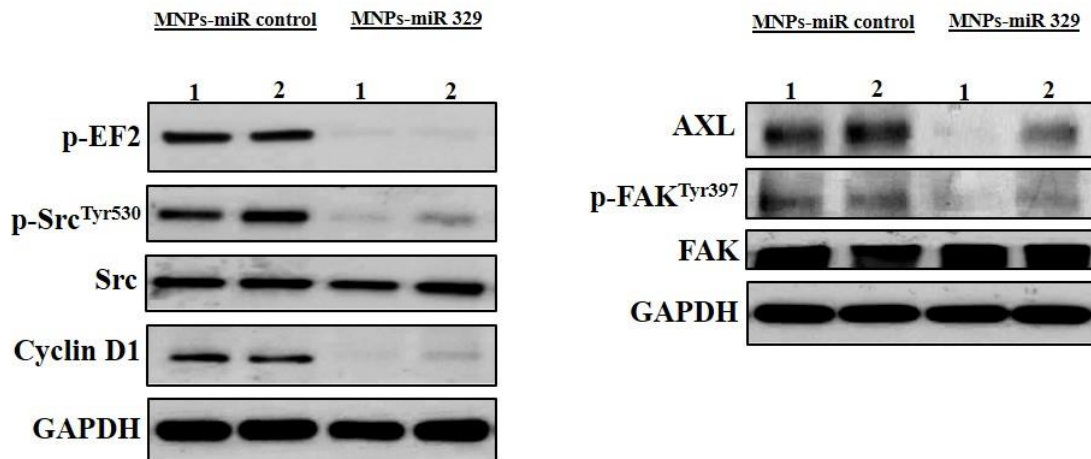 MNPs-miR control MNPs-miR 329
1 2 1 2
p-EF2
p-SrcTyr530
Src
Cyclin D1
GAPDH
MNPs-miR control MNPs-miR 329
1 2 1 2
AXL
p-FAKTyr397
FAK
GAPDH